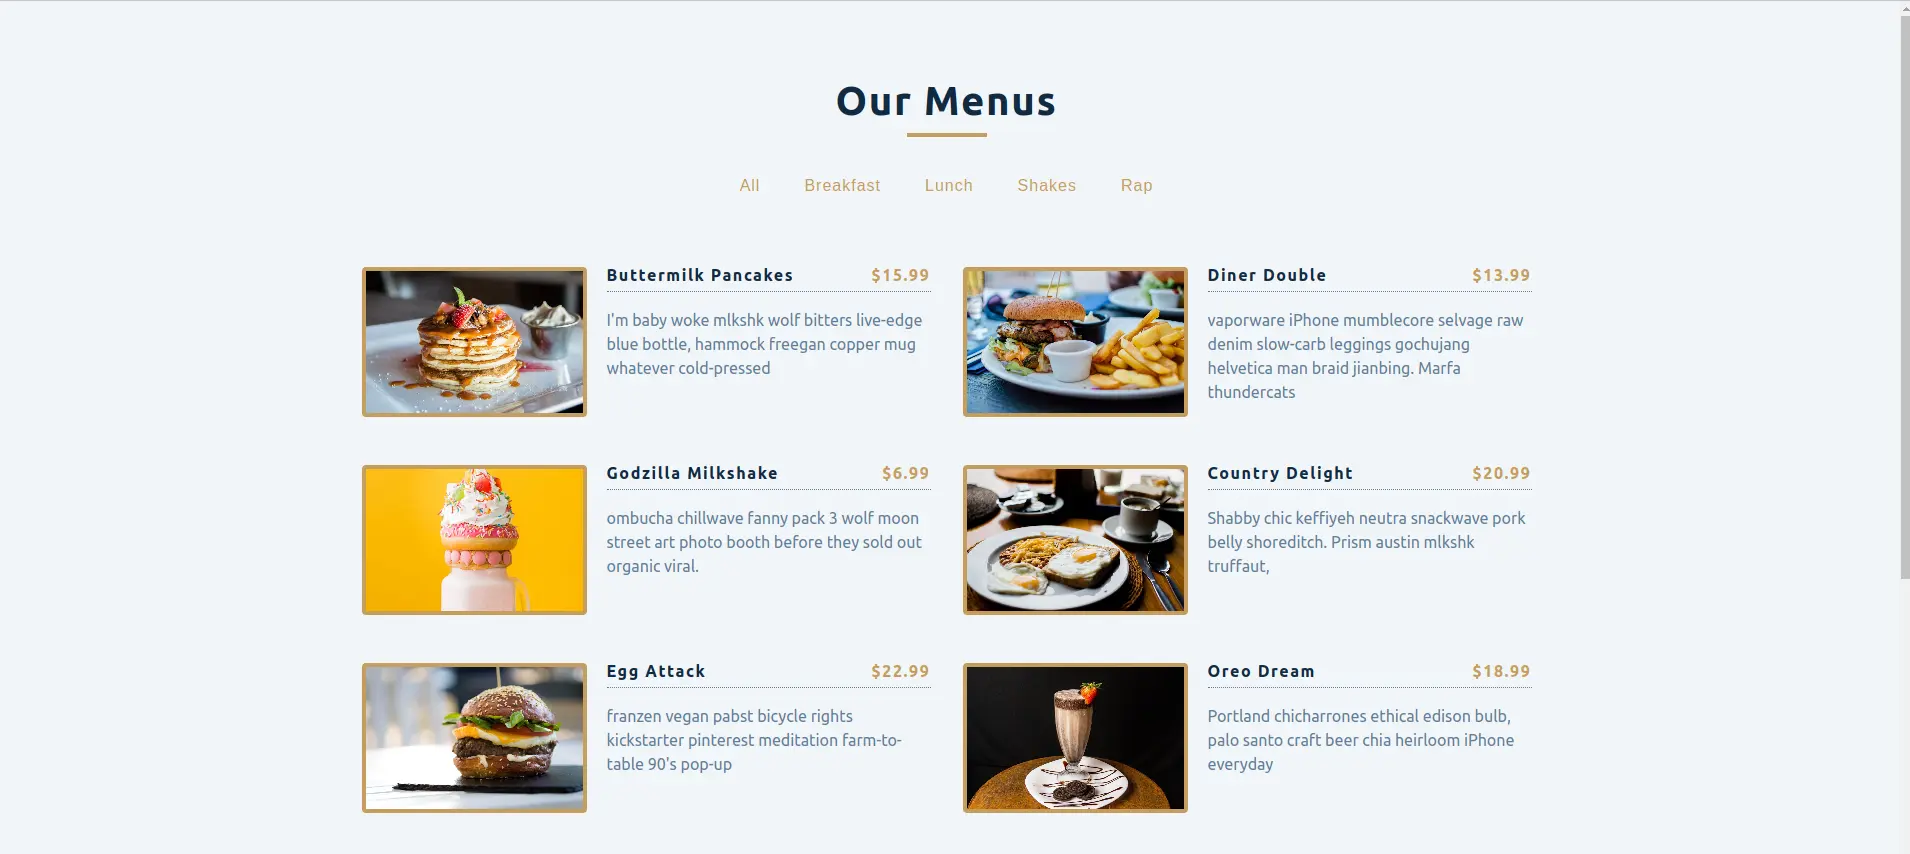 Our Menus
All Breakfast Lunch Shakes Rap
Buttermilk Pancakes $15.99
I'm baby woke mlkshk wolf bitters live-edge
blue bottle, hammock freegan copper mug
whatever cold-pressed
Diner Double $13.99
vaporware iPhone mumblecore selvage raw
denim slow-carb leggings gochujang
helvetica man braid jianbing. Marfa
thundercats
Godzilla Milkshake $6.99
ombucha chillwave fanny pack 3 wolf moon
street art photo booth before they sold out
organic viral.
Country Delight $20.99
Shabby chic keffiyeh neutra snackwave pork
belly shoreditch. Prism austin mlkshk
truffaut,
Egg Attack $22.99
franzen vegan pabst bicycle rights
kickstarter pinterest meditation farm-to-
table 90's pop-up
Oreo Dream $18.99
Portland chicharrones ethical edison bulb,
palo santo craft beer chia heirloom iPhone
everyday